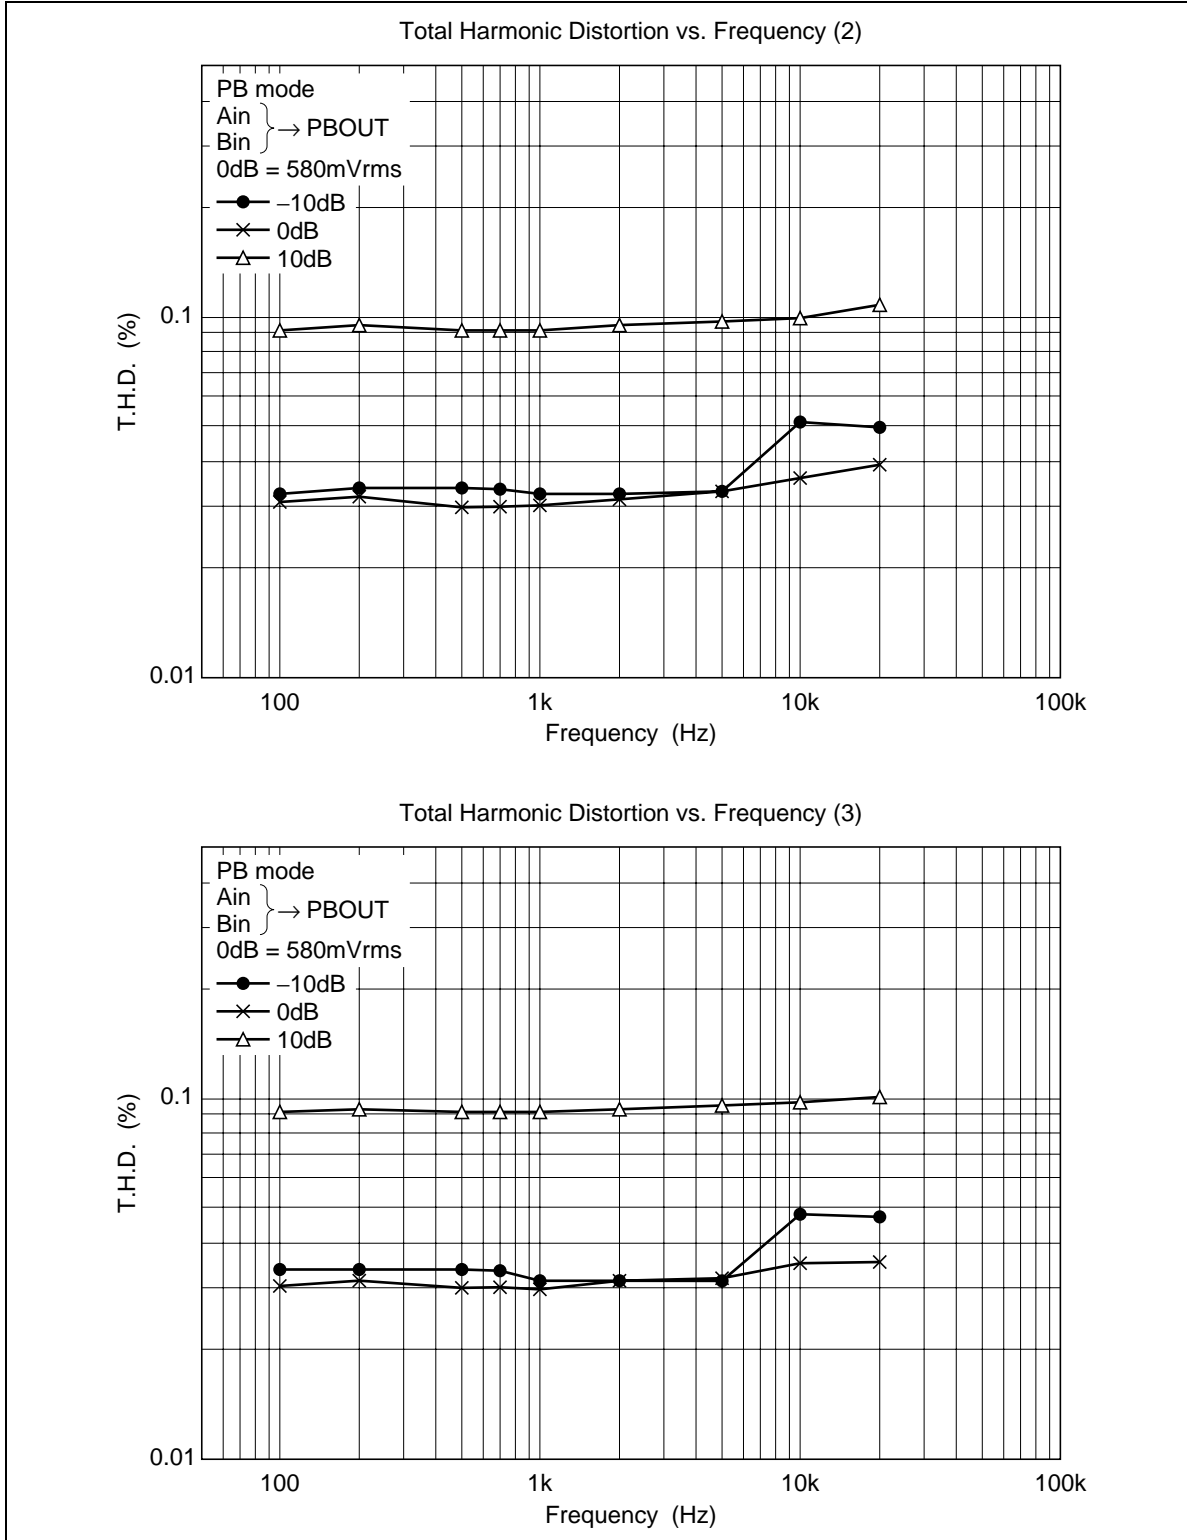 Total Harmonic Distortion vs. Frequency (2)
PB mode
Ain
Bin
→ PBOUT
0dB = 580mVrms
–10dB
0dB
10dB
T.H.D. (%)
0.1
0.01
100 1k 10k 100k
Frequency (Hz)
Total Harmonic Distortion vs. Frequency (3)
PB mode
Ain
Bin
→ PBOUT
0dB = 580mVrms
–10dB
0dB
10dB
T.H.D. (%)
0.1
0.01
100 1k 10k 100k
Frequency (Hz)